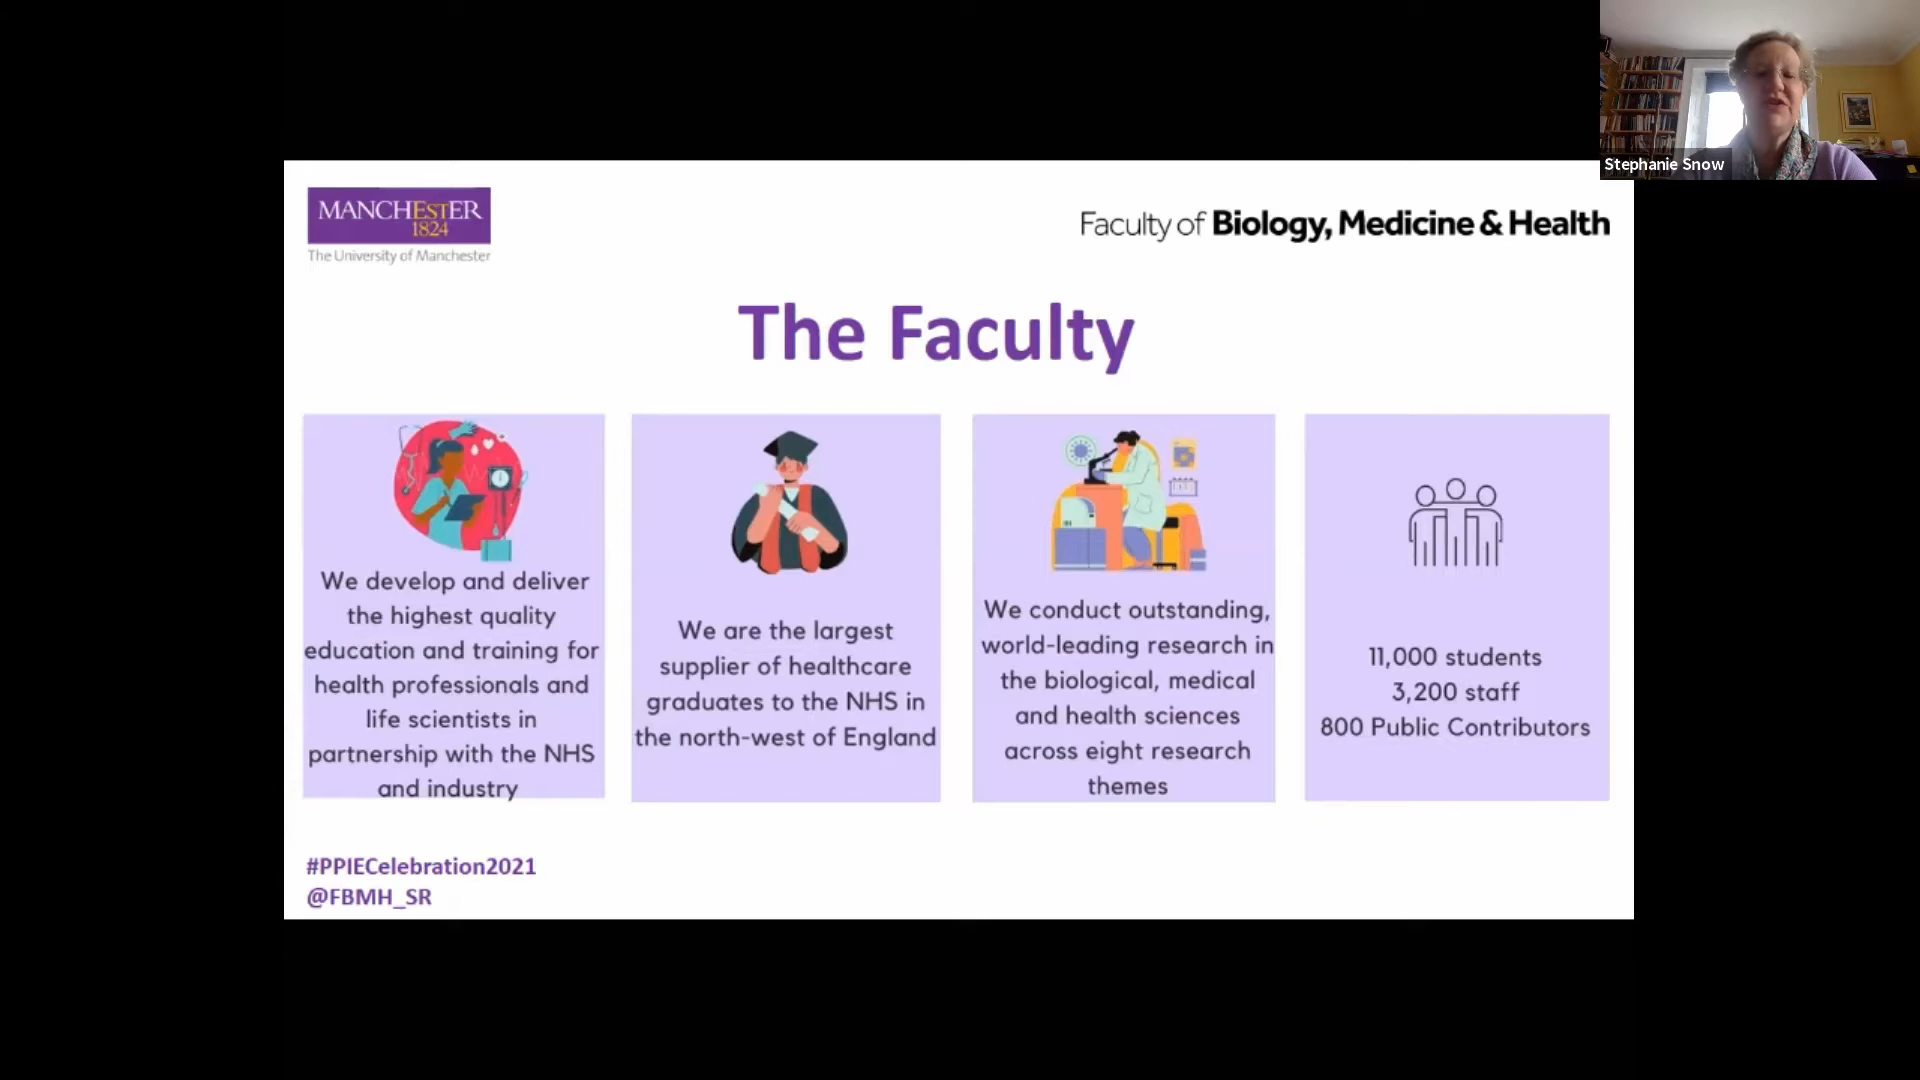 Stephanie Snow
MANCHESTER
1824
The University of Manchester
Faculty of Biology, Medicine & Health
The Faculty
We develop and deliver
the highest quality
education and training for
health professionals and
life scientists in
partnership with the NHS
and industry
We are the largest
supplier of healthcare
graduates to the NHS in
the north-west of England
We conduct outstanding,
world-leading research in
the biological, medical
and health sciences
across eight research
themes
11,000 students
3,200 staff
800 Public Contributors
#PPIECelebration2021
@FBMH_SR